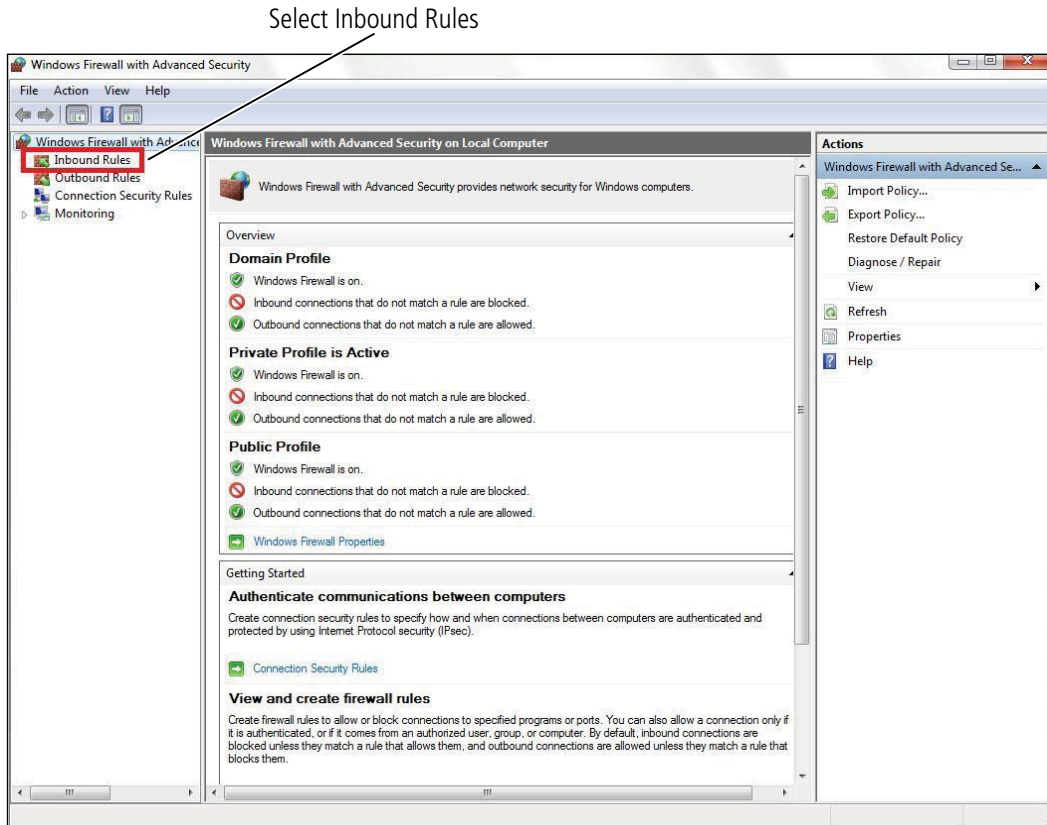 Select Inbound Rules
Windows Firewall with Advanced Security
File Action View Help
Windows Firewall with Advance
Inbound Rules
Outbound Rules
Connection Security Rules
Monitoring
Windows Firewall with Advanced Security on Local Computer
Windows Firewall with Advanced Security provides network security for Windows computers.
Overview
Domain Profile
Windows Firewall is on.
Inbound connections that do not match a rule are blocked.
Outbound connections that do not match a rule are allowed.
Private Profile is Active
Windows Firewall is on.
Inbound connections that do not match a rule are blocked.
Outbound connections that do not match a rule are allowed.
Public Profile
Windows Firewall is on.
Inbound connections that do not match a rule are blocked.
Outbound connections that do not match a rule are allowed.
Windows Firewall Properties
Getting Started
Authenticate communications between computers
Create connection security rules to specify how and when connections between computers are authenticated and
protected by using Internet Protocol security (IPsec).
Connection Security Rules
View and create firewall rules
Create firewall rules to allow or block connections to specified programs or ports. You can also allow a connection only if
it is authenticated, or if it comes from an authorized user, group, or computer. By default, inbound connections are
blocked unless they match a rule that allows them, and outbound connections are allowed unless they match a rule that
blocks them.
Actions
Windows Firewall with Advanced Se...
Import Policy...
Export Policy...
Restore Default Policy
Diagnose / Repair
View
Refresh
Properties
Help